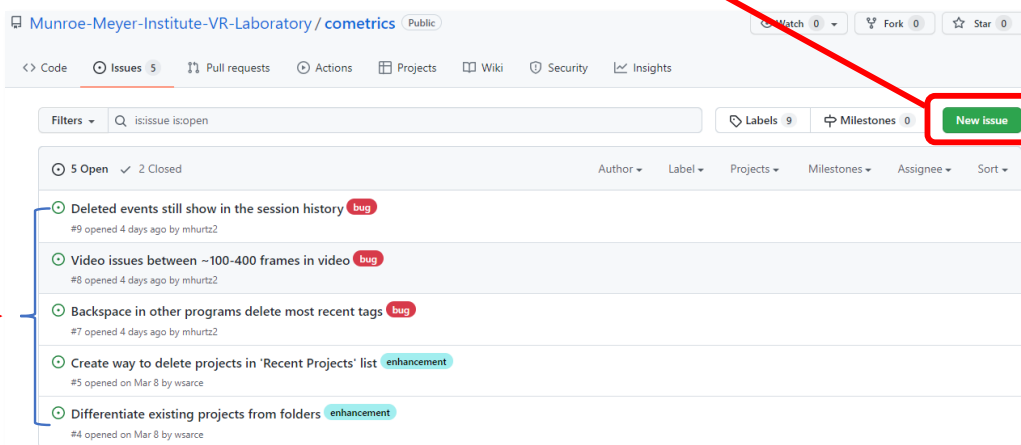 Munroe-Meyer-Institute-VR-Laboratory / cometrics Public Watch 0 Fork 0 Star 0
<> Code Issues 5 Pull requests Actions Projects Wiki Security Insights
Filters is:issue is:open Labels 9 Milestones 0 New issue
5 Open 2 Closed Author Label Projects Milestones Assignee Sort
Deleted events still show in the session history bug
#9 opened 4 days ago by mhurtz2
Video issues between ~100-400 frames in video bug
#8 opened 4 days ago by mhurtz2
Backspace in other programs delete most recent tags bug
#7 opened 4 days ago by mhurtz2
Create way to delete projects in 'Recent Projects' list enhancement
#5 opened on Mar 8 by wsarce
Differentiate existing projects from folders enhancement
#4 opened on Mar 8 by wsarce